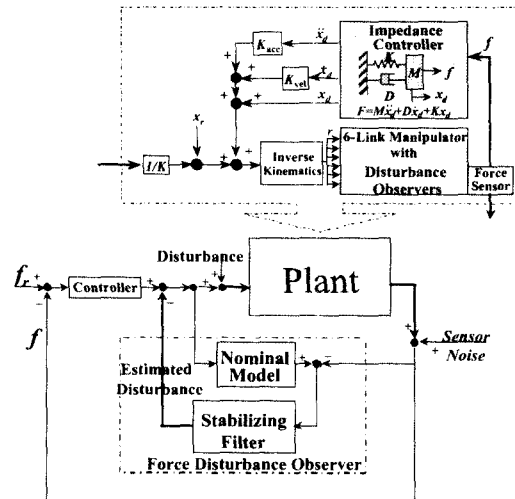 Impedance
Controller
K
M
f
D
x_d
F=Mẍ_d+Dẋ_d+Kx_d
ẍ_d
K_acc
ẋ_d
K_vel
x_d
f
+
+
+
+
+
x_r
1/K
+
+
Inverse
Kinematics
r
6-Link Manipulator
with
Disturbance
Observers
Force
Sensor
Disturbance
Plant
f_r
+
−
Controller
+
−
+
+
f
+
+
Sensor
Noise
Estimated
Disturbance
Nominal
Model
+
−
Stabilizing
Filter
Force Disturbance Observer